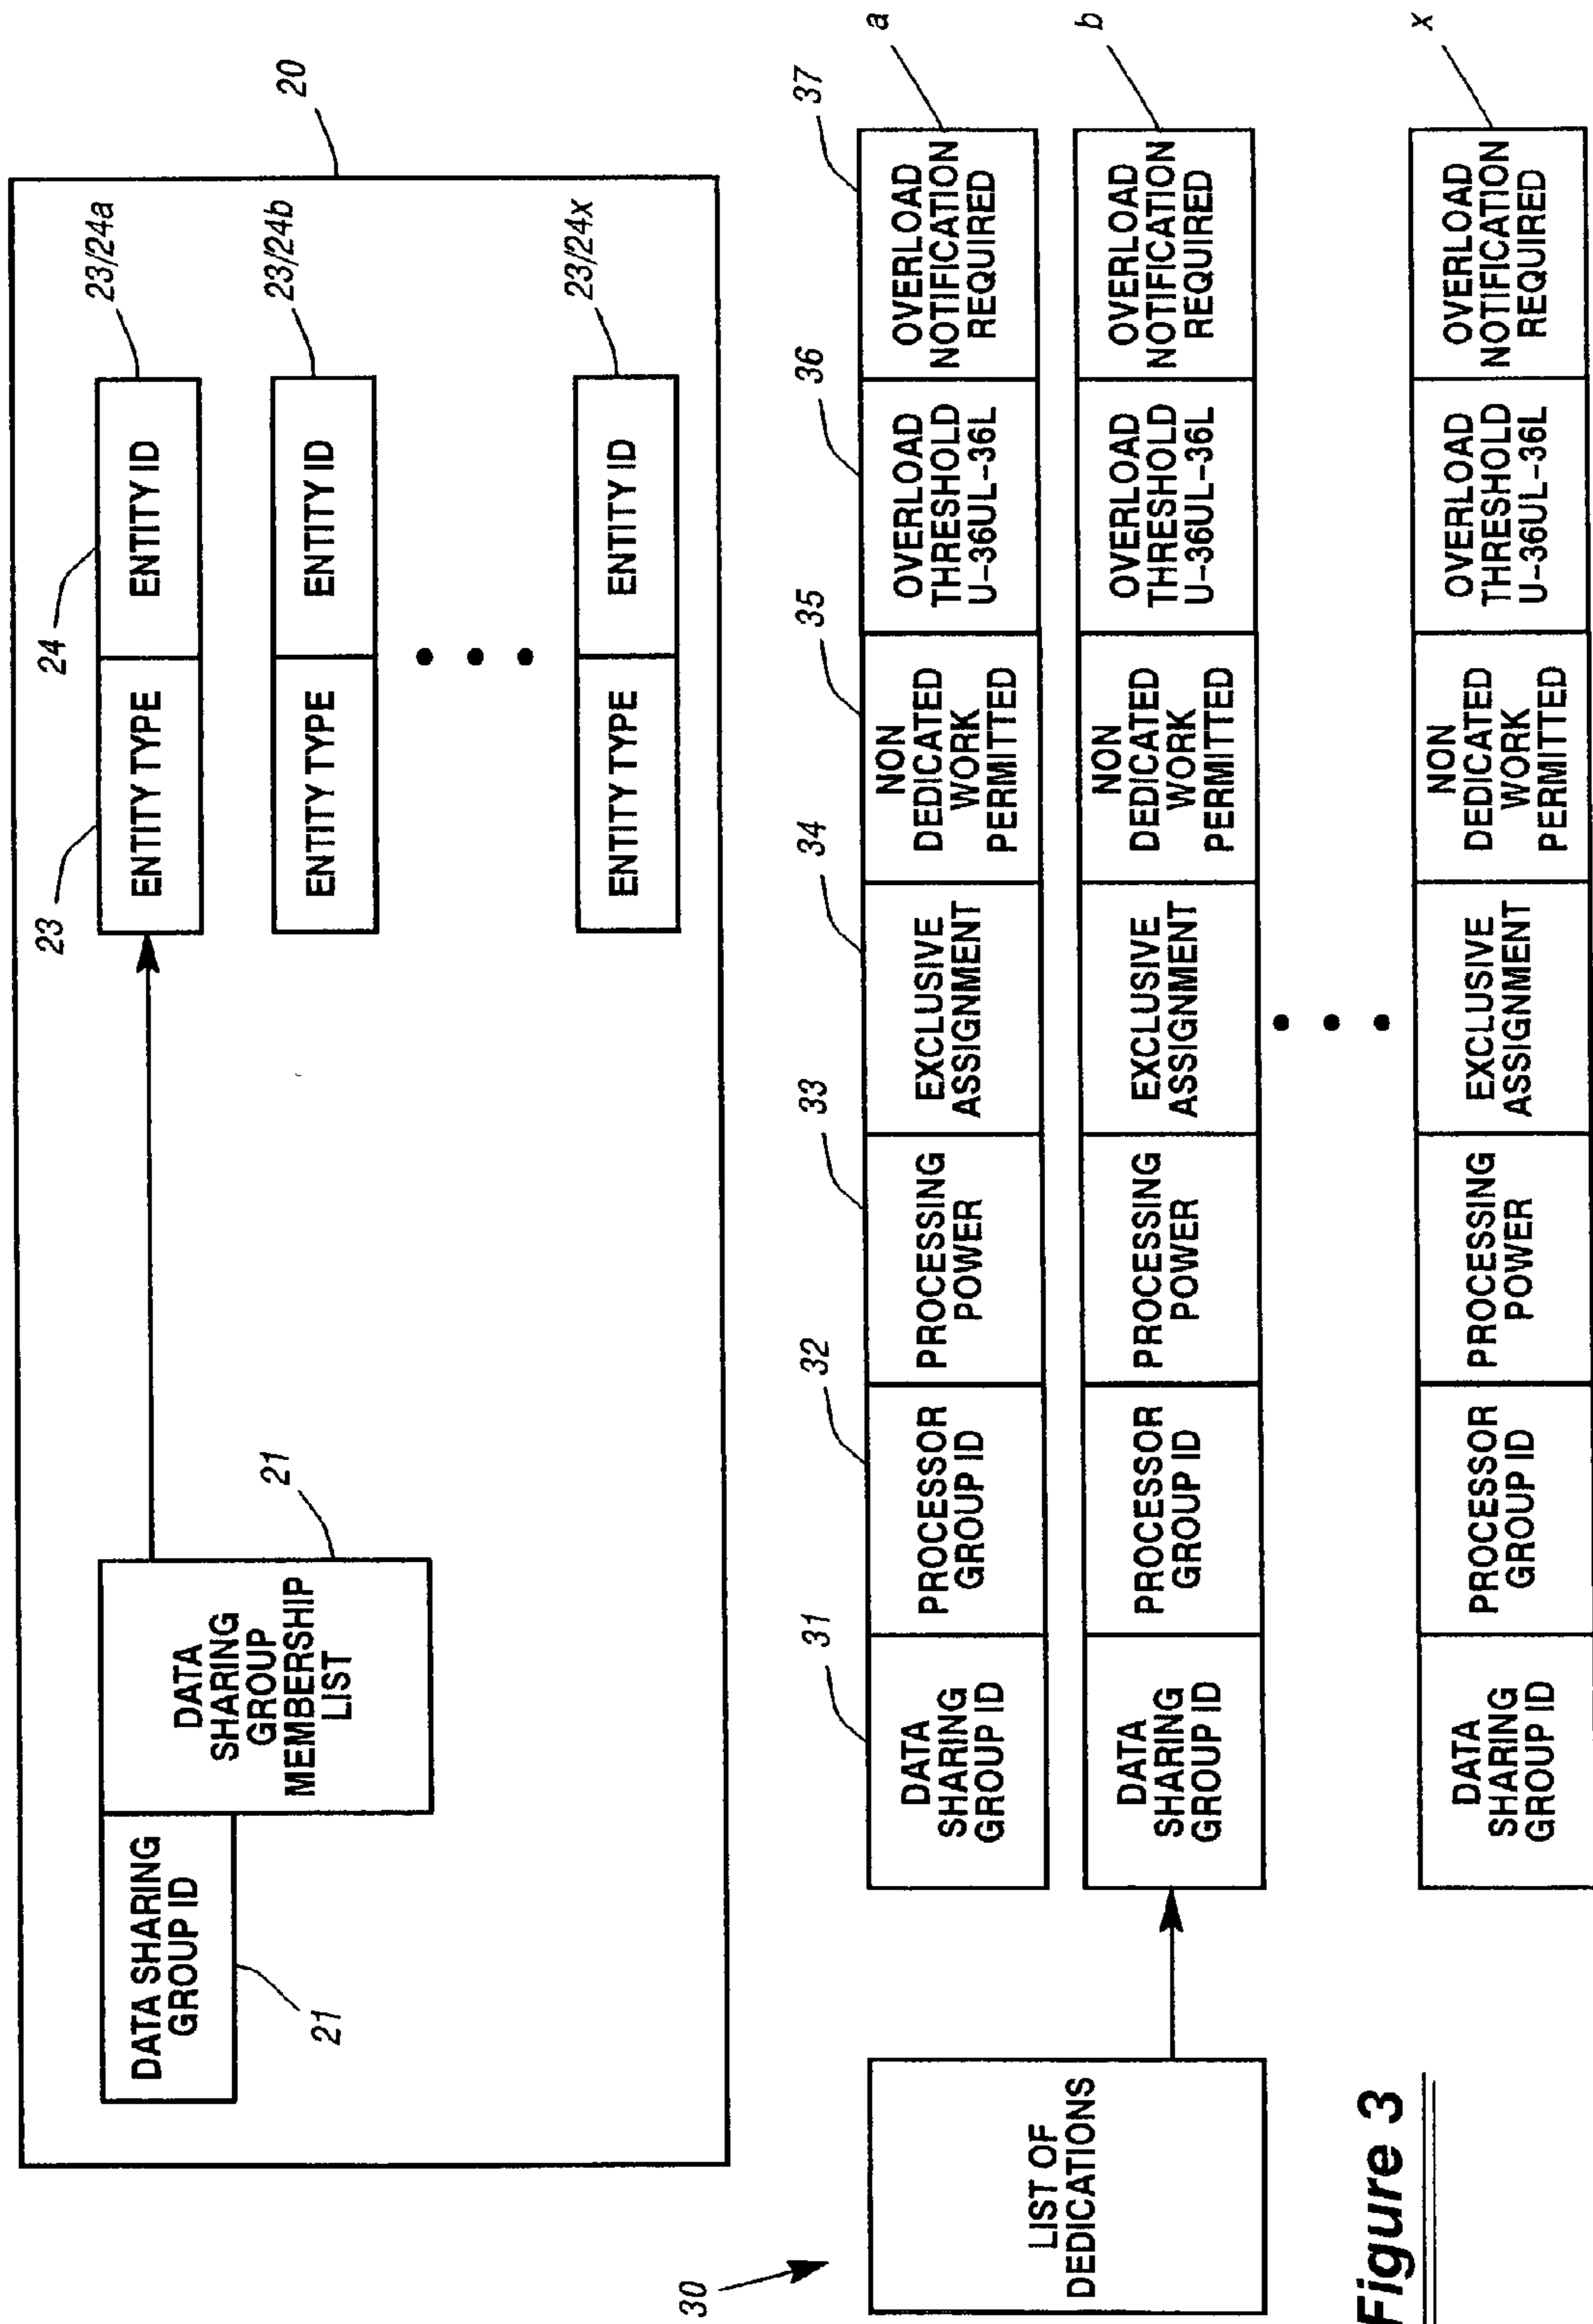 20
23
24
23/24a
ENTITY TYPE
ENTITY ID
23/24b
ENTITY TYPE
ENTITY ID
23/24x
ENTITY TYPE
ENTITY ID
DATA SHARING
GROUP ID
21
DATA
SHARING
GROUP
MEMBERSHIP
LIST
21
30
LIST OF
DEDICATIONS
31
32
33
34
35
36
37
a
DATA
SHARING
GROUP ID
PROCESSOR
GROUP ID
PROCESSING
POWER
EXCLUSIVE
ASSIGNMENT
NON
DEDICATED
WORK
PERMITTED
OVERLOAD
THRESHOLD
U-36UL-36L
OVERLOAD
NOTIFICATION
REQUIRED
b
DATA
SHARING
GROUP ID
PROCESSOR
GROUP ID
PROCESSING
POWER
EXCLUSIVE
ASSIGNMENT
NON
DEDICATED
WORK
PERMITTED
OVERLOAD
THRESHOLD
U-36UL-36L
OVERLOAD
NOTIFICATION
REQUIRED
x
DATA
SHARING
GROUP ID
PROCESSOR
GROUP ID
PROCESSING
POWER
EXCLUSIVE
ASSIGNMENT
NON
DEDICATED
WORK
PERMITTED
OVERLOAD
THRESHOLD
U-36UL-36L
OVERLOAD
NOTIFICATION
REQUIRED
Figure 3